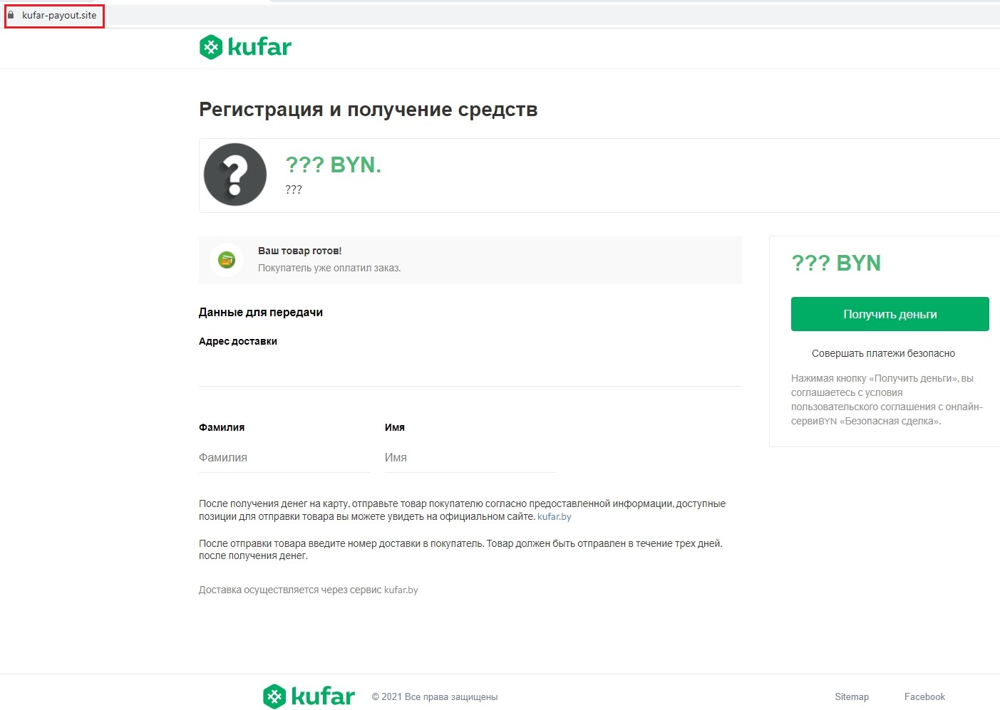 kufar-payout.site
kufar
Регистрация и получение средств
??? BYN.
???
Ваш товар готов!
Покупатель уже оплатил заказ.
Данные для передачи
Адрес доставки
??? BYN
Получить деньги
Совершать платежи безопасно
Нажимая кнопку «Получить деньги», вы
соглашаетесь с условия
пользовательского соглашения с онлайн-
сервиBYN «Безопасная сделка».
Фамилия Имя
Фамилия Имя
После получения денег на карту, отправьте товар покупателю согласно предоставленной информации, доступные
позиции для отправки товара вы можете увидеть на официальном сайте. kufar.by
После отправки товара введите номер доставки в покупатель. Товар должен быть отправлен в течение трех дней.
после получения денег.
Доставка осуществляется через сервис kufar.by
kufar © 2021 Все права защищены Sitemap Facebook